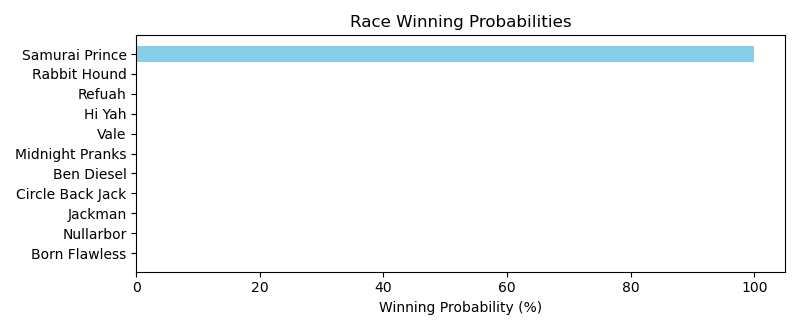 Race Winning Probabilities
Samurai Prince
Rabbit Hound
Refuah
Hi Yah
Vale
Midnight Pranks
Ben Diesel
Circle Back Jack
Jackman
Nullarbor
Born Flawless
0 20 40 60 80 100
Winning Probability (%)